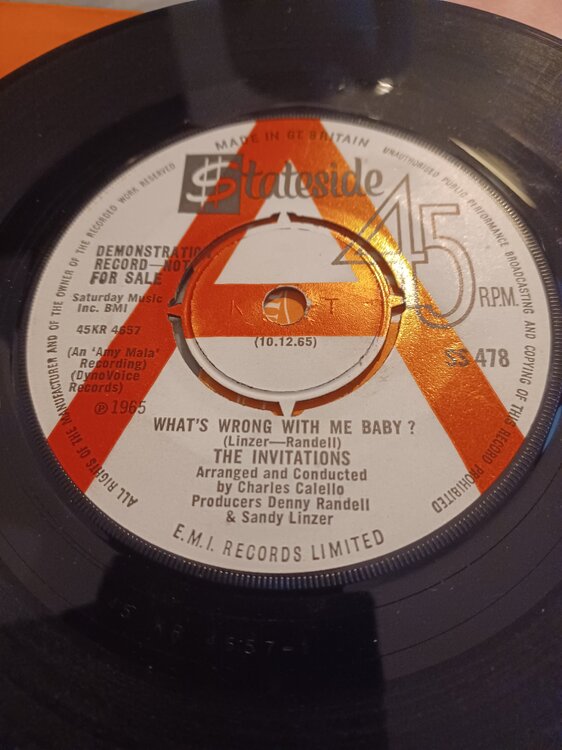 MADE IN GT BRITAIN
UNAUTHORISED PUBLIC PERFORMANCE BROADCASTING AND COPYING OF THIS RECORD PROHIBITED
ALL RIGHTS OF THE MANUFACTURER AND OF THE OWNER OF THE RECORDED WORK RESERVED
Stateside
45
R.P.M.
DEMONSTRATION
RECORD—NOT
FOR SALE
Saturday Music
Inc. BMI
45KR 4657
(10.12.65)
SS 478
(An 'Amy Mala'
Recording)
(DynoVoice
Records)
℗ 1965
WHAT'S WRONG WITH ME BABY?
(Linzer—Randell)
THE INVITATIONS
Arranged and Conducted
by Charles Calello
Producers Denny Randell
& Sandy Linzer
E.M.I. RECORDS LIMITED